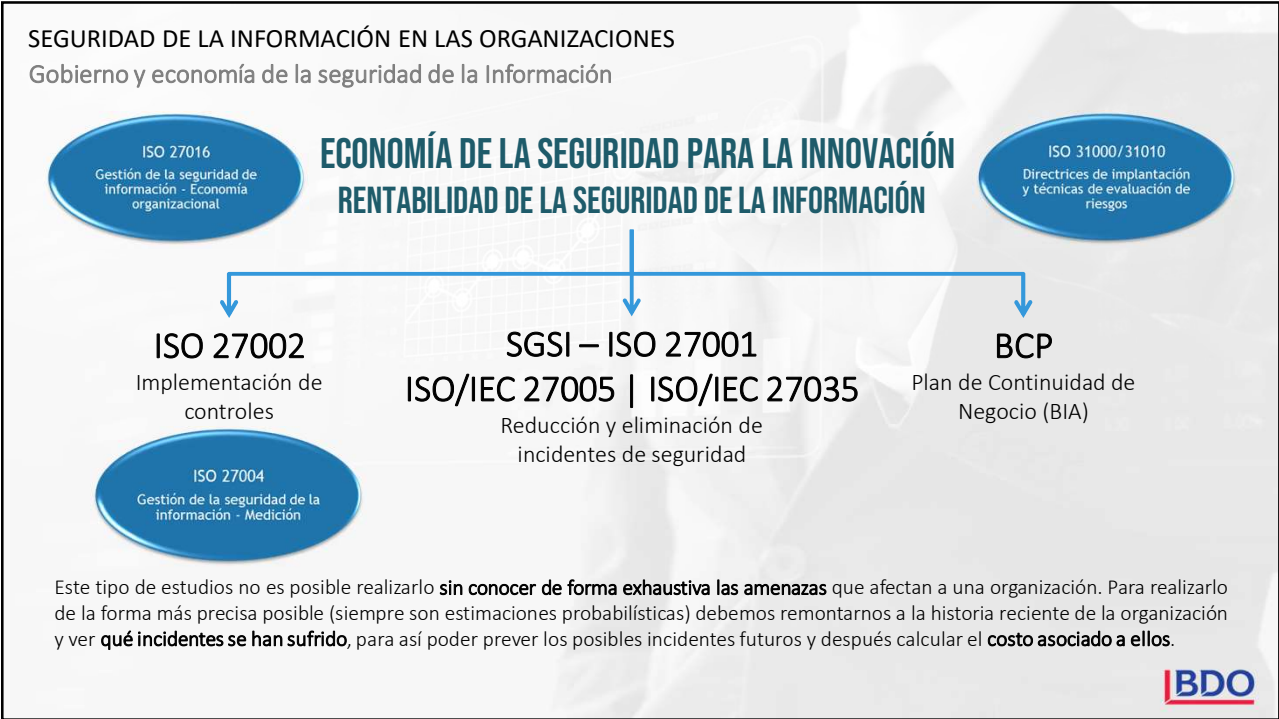 SEGURIDAD DE LA INFORMACIÓN EN LAS ORGANIZACIONES
Gobierno y economía de la seguridad de la Información
ISO 27016
Gestión de la seguridad de
información - Economía
organizacional
ECONOMÍA DE LA SEGURIDAD PARA LA INNOVACIÓN
RENTABILIDAD DE LA SEGURIDAD DE LA INFORMACIÓN
ISO 31000/31010
Directrices de implantación
y técnicas de evaluación de
riesgos
ISO 27002
Implementación de
controles
ISO 27004
Gestión de la seguridad de la
información - Medición
SGSI – ISO 27001
ISO/IEC 27005 | ISO/IEC 27035
Reducción y eliminación de
incidentes de seguridad
BCP
Plan de Continuidad de
Negocio (BIA)
Este tipo de estudios no es posible realizarlo sin conocer de forma exhaustiva las amenazas que afectan a una organización. Para realizarlo
de la forma más precisa posible (siempre son estimaciones probabilísticas) debemos remontarnos a la historia reciente de la organización
y ver qué incidentes se han sufrido, para así poder prever los posibles incidentes futuros y después calcular el costo asociado a ellos.
BDO